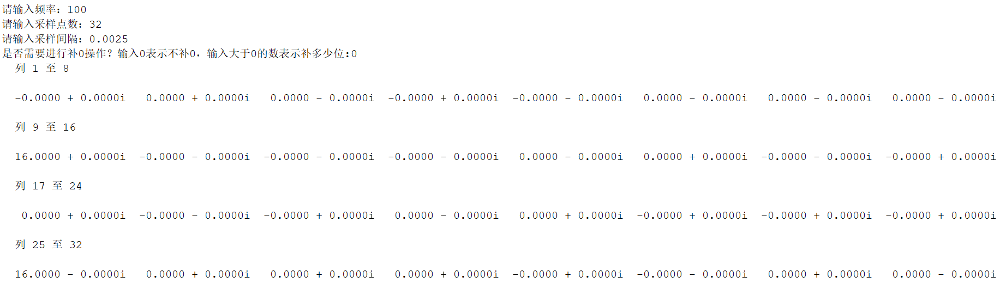 请输入频率：100
请输入采样点数：32
请输入采样间隔：0.0025
是否需要进行补0操作？输入0表示不补0，输入大于0的数表示补多少位:0
列 1 至 8
-0.0000 + 0.0000i 0.0000 + 0.0000i 0.0000 - 0.0000i -0.0000 + 0.0000i -0.0000 - 0.0000i 0.0000 - 0.0000i 0.0000 - 0.0000i 0.0000 - 0.0000i
列 9 至 16
16.0000 + 0.0000i -0.0000 - 0.0000i -0.0000 - 0.0000i -0.0000 - 0.0000i 0.0000 - 0.0000i 0.0000 + 0.0000i -0.0000 - 0.0000i -0.0000 + 0.0000i
列 17 至 24
0.0000 + 0.0000i -0.0000 - 0.0000i -0.0000 + 0.0000i 0.0000 - 0.0000i 0.0000 + 0.0000i -0.0000 + 0.0000i -0.0000 + 0.0000i -0.0000 + 0.0000i
列 25 至 32
16.0000 - 0.0000i 0.0000 + 0.0000i 0.0000 + 0.0000i 0.0000 + 0.0000i -0.0000 + 0.0000i -0.0000 - 0.0000i 0.0000 + 0.0000i 0.0000 - 0.0000i